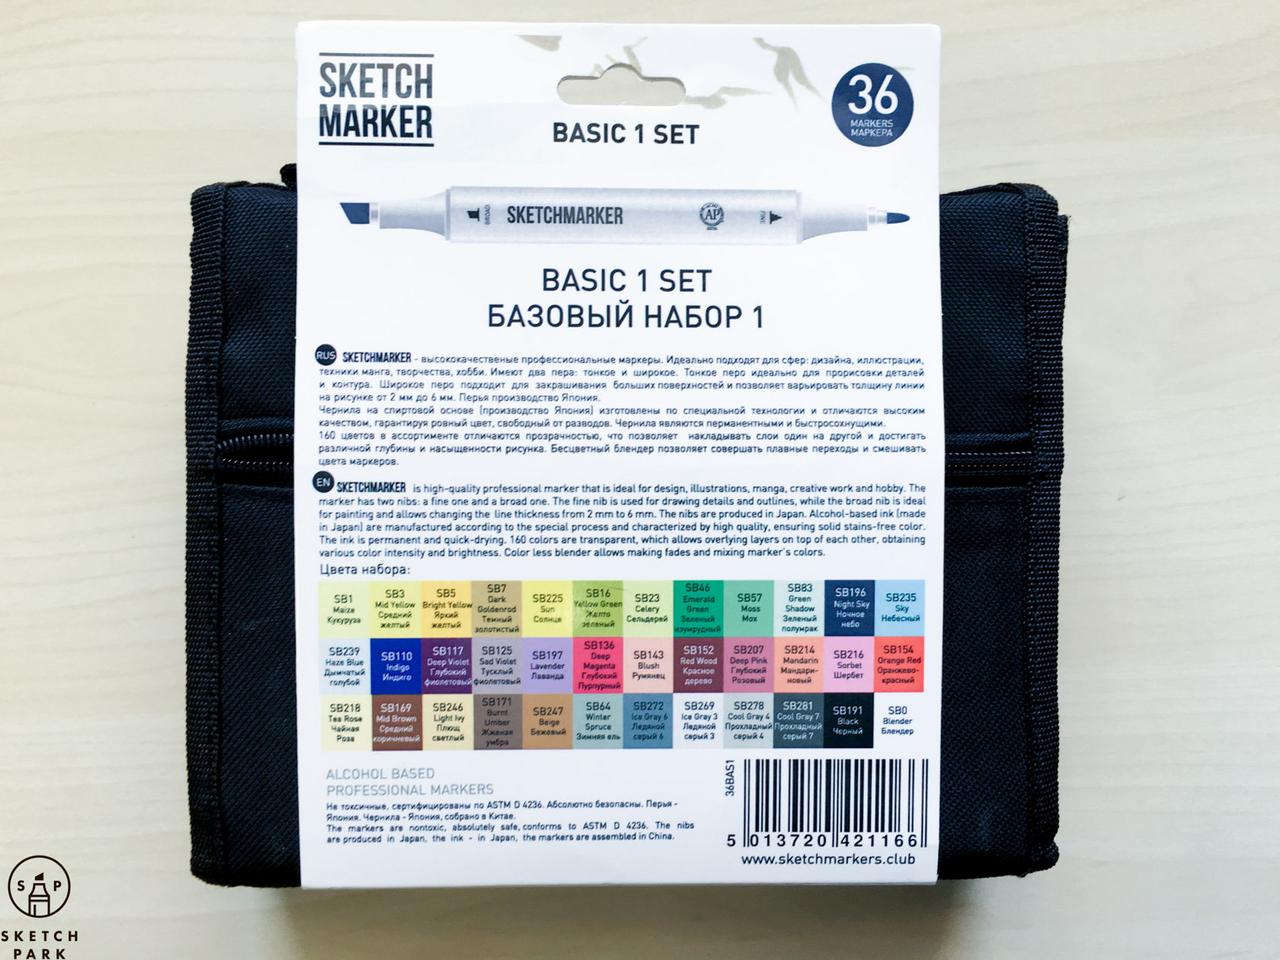 SKETCH
MARKER
BASIC 1 SET
36
MARKERS
МАРКЕРА
BROAD
SKETCHMARKER
AP
FINE
BASIC 1 SET
БАЗОВЫЙ НАБОР 1
RUS SKETCHMARKER - высококачественые профессиональные маркеры. Идеально подходят для сфер: дизайна, иллюстрации,
техники манга, творчества, хобби. Имеют два пера: тонкое и широкое. Тонкое перо идеально для прорисовки деталей
и контура. Широкое перо подходит для закрашивания больших поверхностей и позволяет варьировать толщину линии
на рисунке от 2 мм до 6 мм. Перья производство Япония.
Чернила на спиртовой основе (производство Япония) изготовлены по специальной технологии и отличаются высоким
качеством, гарантируя ровный цвет, свободный от разводов. Чернила являются перманентными и быстросохнущими.
160 цветов в ассортименте отличаются прозрачностью, что позволяет накладывать слои один на другой и достигать
различной глубины и насыщенности рисунка. Бесцветный блендер позволяет совершать плавные переходы и смешивать
цвета маркеров.
EN SKETCHMARKER is high-quality professional marker that is ideal for design, illustrations, manga, creative work and hobby. The
marker has two nibs: a fine one and a broad one. The fine nib is used for drawing details and outlines, while the broad nib is ideal
for painting and allows changing the line thickness from 2 mm to 6 mm. The nibs are produced in Japan. Alcohol-based ink (made
in Japan) are manufactured according to the special process and characterized by high quality, ensuring solid stains-free color.
The ink is permanent and quick-drying. 160 colors are transparent, which allows overlying layers on top of each other, obtaining
various color intensity and brightness. Color less blender allows making fades and mixing marker's colors.
Цвета набора:
SB1 Maize Кукуруза
SB3 Mid Yellow Средний желтый
SB5 Bright Yellow Яркий желтый
SB7 Dark Goldenrod Темный золотистый
SB225 Sun Солнце
SB16 Yellow Green Желто зеленый
SB23 Celery Сельдерей
SB46 Emerald Green Зеленый изумрудный
SB57 Moss Мох
SB83 Green Shadow Зеленый полумрак
SB196 Night Sky Ночное небо
SB235 Sky Небесный
SB239 Haze Blue Дымчатый голубой
SB110 Indigo Индиго
SB117 Deep Violet Глубокий фиолетовый
SB125 Sad Violet Тусклый фиолетовый
SB197 Lavender Лаванда
SB136 Deep Magenta Глубокий Пурпурный
SB143 Blush Румянец
SB152 Red Wood Красное дерево
SB207 Deep Pink Глубокий Розовый
SB214 Mandarin Мандари-новый
SB216 Sorbet Шербет
SB154 Orange Red Оранжево-красный
SB218 Tea Rose Чайная Роза
SB169 Mid Brown Средний коричневый
SB246 Light Ivy Плющ светлый
SB171 Burnt Umber Жженая умбра
SB247 Beige Бежевый
SB64 Winter Spruce Зимняя ель
SB272 Ice Gray 6 Ледяной серый 6
SB269 Ice Gray 3 Ледяной серый 3
SB278 Cool Gray 4 Прохладный серый 4
SB281 Cool Gray 7 Прохладный серый 7
SB191 Black Черный
SB0 Blender Блендер
ALCOHOL BASED
PROFESSIONAL MARKERS
Не токсичные, сертифицированы по ASTM D 4236. Абсолютно безопасны. Перья -
Япония. Чернила - Япония, собрано в Китае.
The markers are nontoxic, absolutely safe, conforms to ASTM D 4236. The nibs
are produced in Japan, the ink - in Japan, the markers are assembled in China.
36BAS1
5 013720 421166
www.sketchmarkers.club
S P
SKETCH
PARK